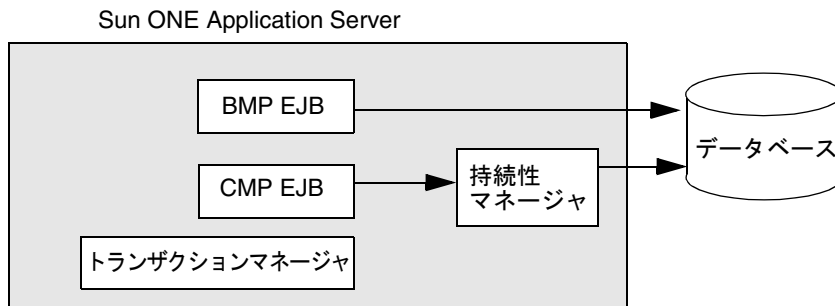 Sun ONE Application Server
BMP EJB
データベース
CMP EJB
持続性
マネージャ
トランザクションマネージャ